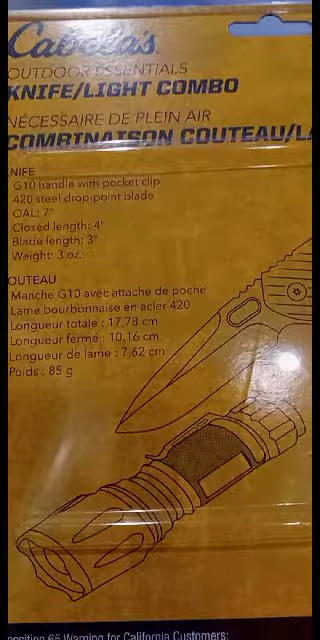 Cabela's
OUTDOOR ESSENTIALS
KNIFE/LIGHT COMBO
NÉCESSAIRE DE PLEIN AIR
COMBINAISON COUTEAU/LA
NIFE
G10 handle with pocket clip
420 steel drop-point blade
OAL: 7"
Closed length: 4"
Blade length: 3"
Weight: 3 oz.
OUTEAU
Manche G10 avec attache de poche
Lame bourbonnaise en acier 420
Longueur totale : 17,78 cm
Longueur fermé : 10,16 cm
Longueur de lame : 7,62 cm
Poids : 85 g
position 65 Warning for California Customers: